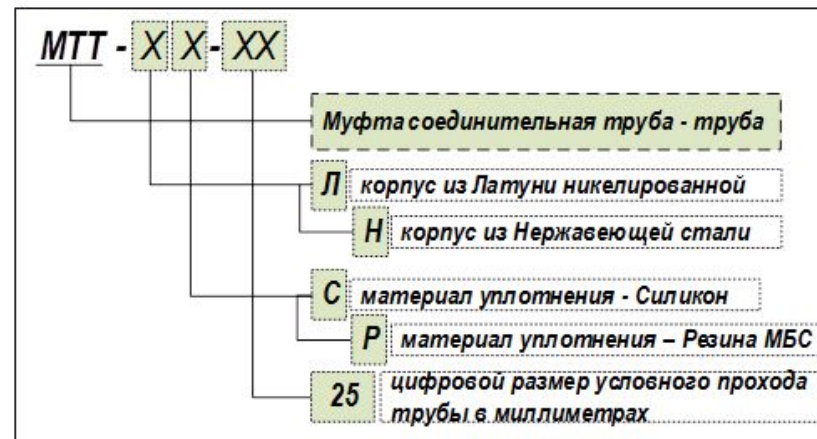 МТТ - Х Х - ХХ
Муфта соединительная труба - труба
Л корпус из Латуни никелированной
Н корпус из Нержавеющей стали
С материал уплотнения - Силикон
Р материал уплотнения – Резина МБС
25 цифровой размер условного прохода
трубы в миллиметрах